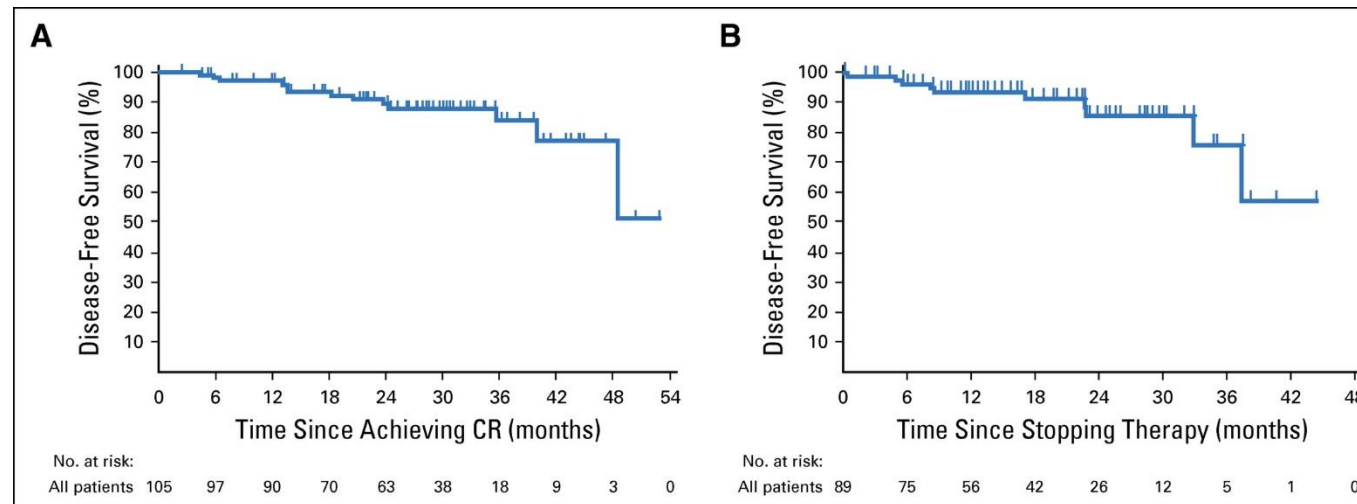 A
Disease-Free Survival (%)
100
90
80
70
60
50
40
30
20
10
0 6 12 18 24 30 36 42 48 54
Time Since Achieving CR (months)
No. at risk:
All patients 105 97 90 70 63 38 18 9 3 0
B
Disease-Free Survival (%)
100
90
80
70
60
50
40
30
20
10
0 6 12 18 24 30 36 42 48
Time Since Stopping Therapy (months)
No. at risk:
All patients 89 75 56 42 26 12 5 1 0